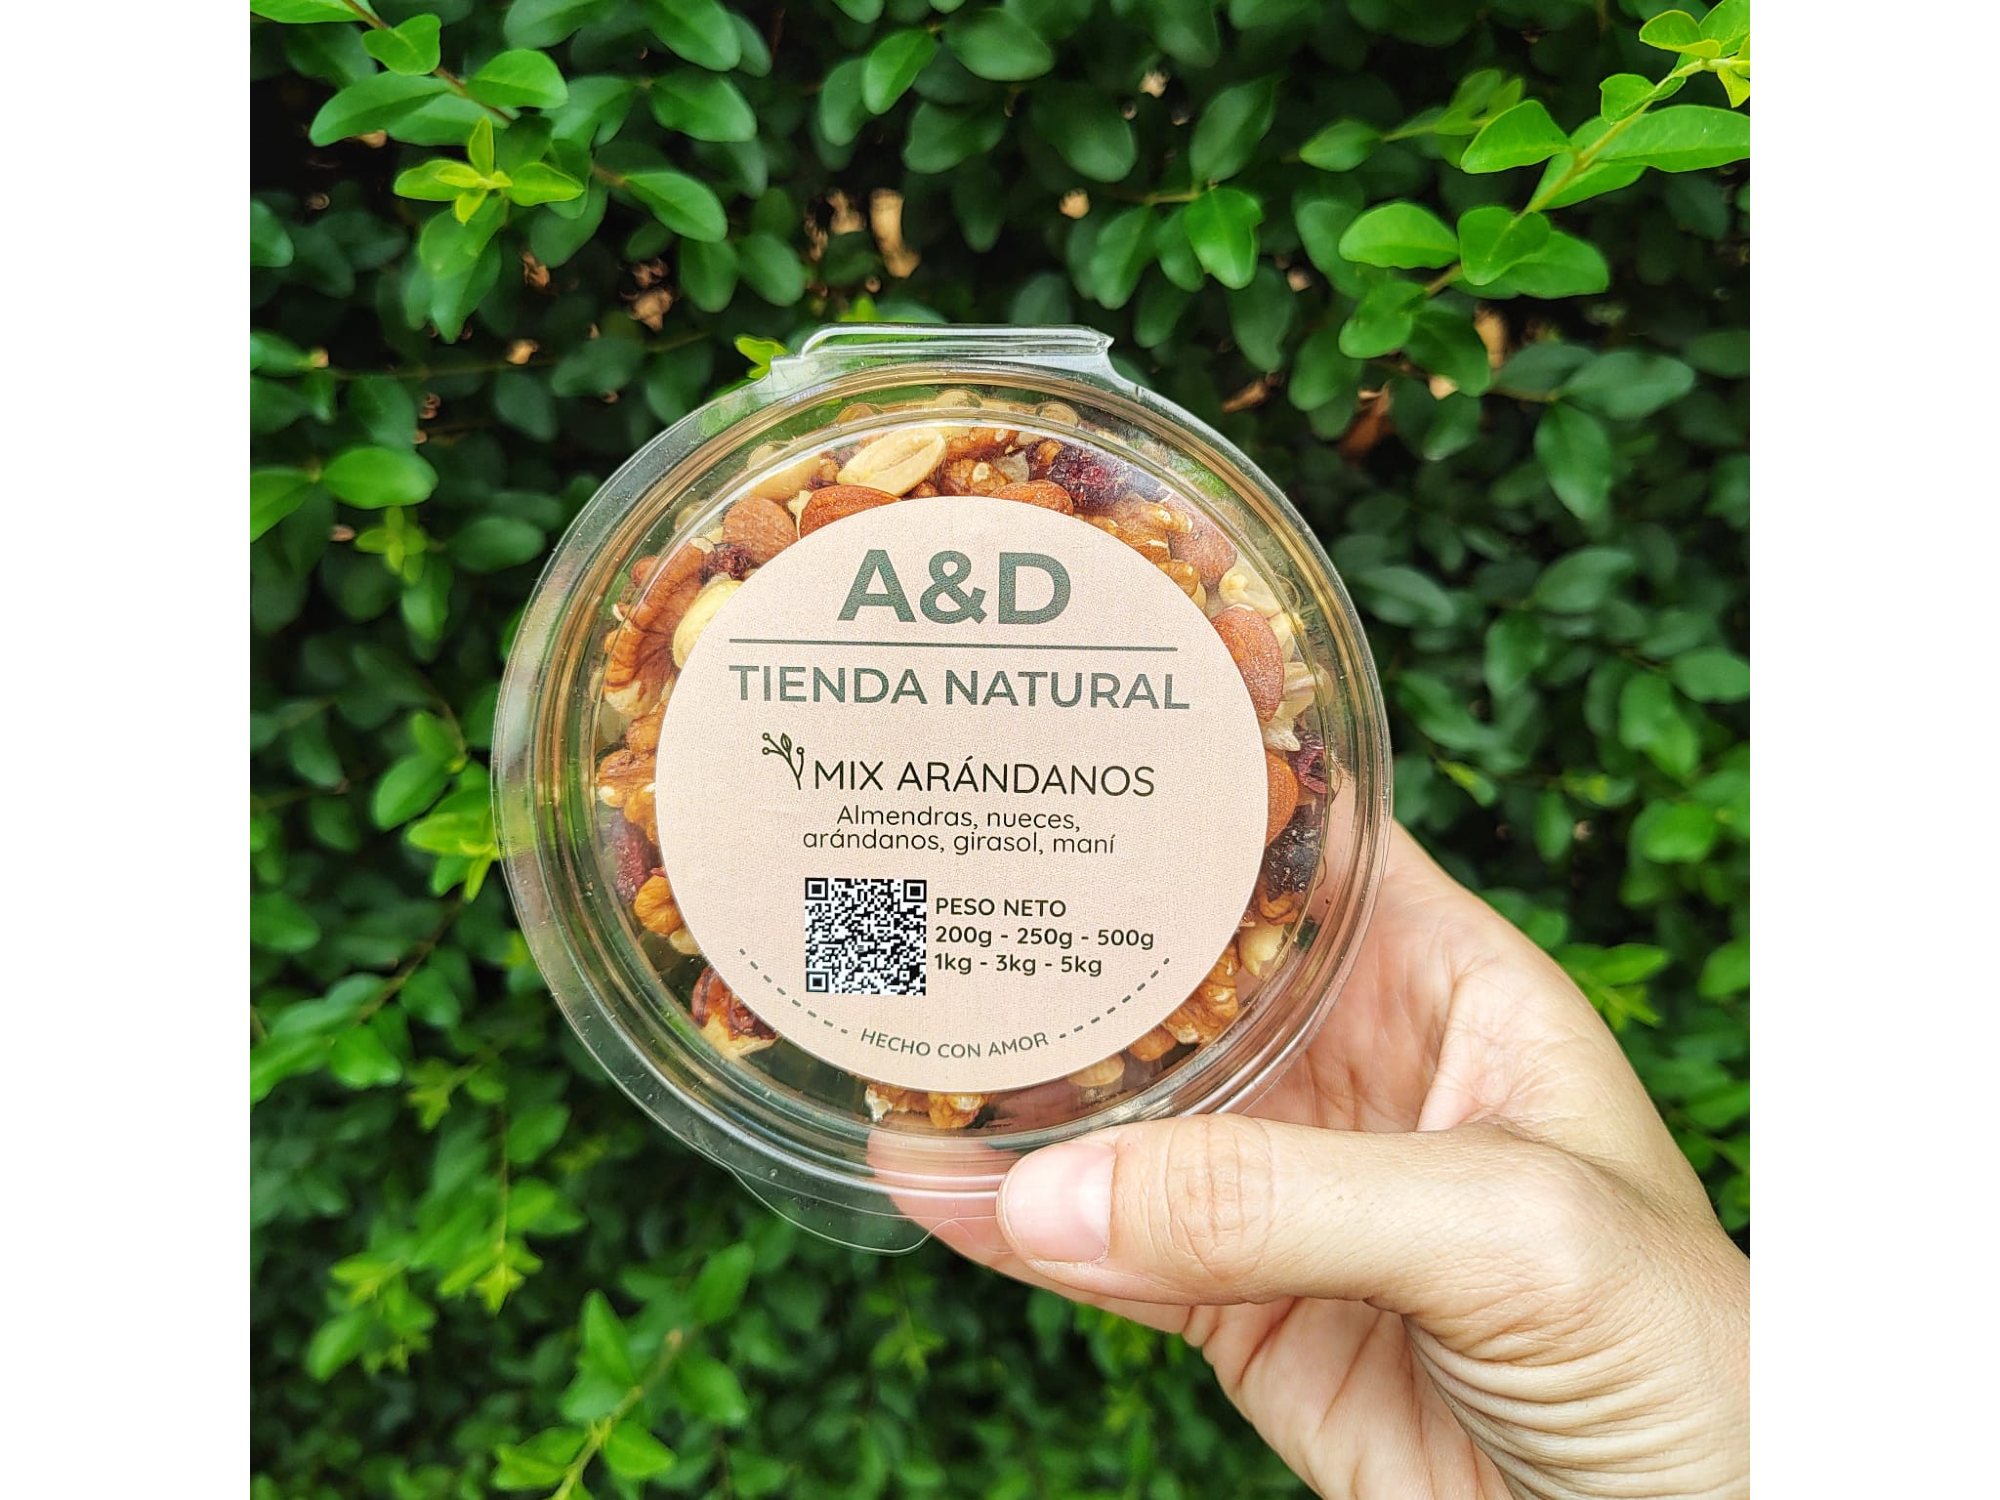 A&D
TIENDA NATURAL
MIX ARÁNDANOS
Almendras, nueces,
arándanos, girasol, maní
PESO NETO
200g - 250g - 500g
1kg - 3kg - 5kg
HECHO CON AMOR